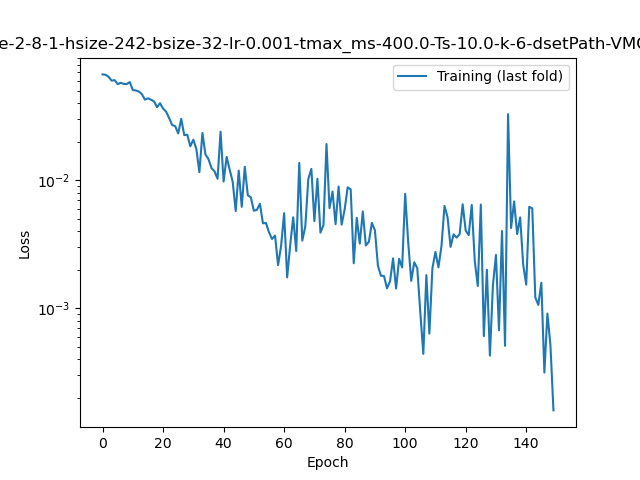 e-2-8-1-hsize-242-bsize-32-lr-0.001-tmax_ms-400.0-Ts-10.0-k-6-dsetPath-VMC
Training (last fold)
Loss
10^{-2}
10^{-3}
0 20 40 60 80 100 120 140
Epoch